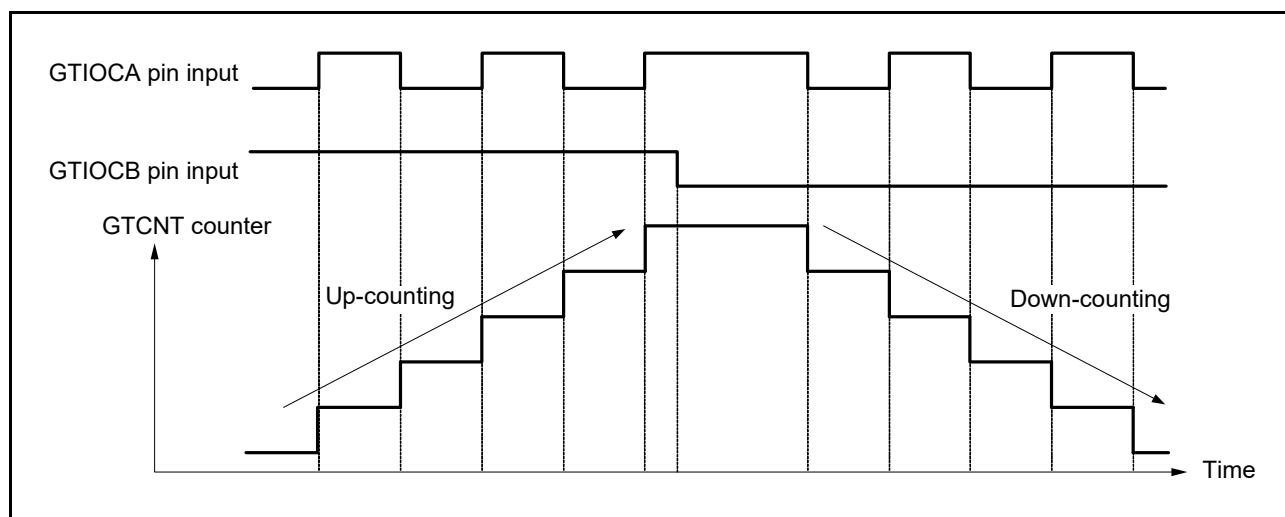 GTIOCA pin input
GTIOCB pin input
GTCNT counter
Up-counting
Down-counting
Time